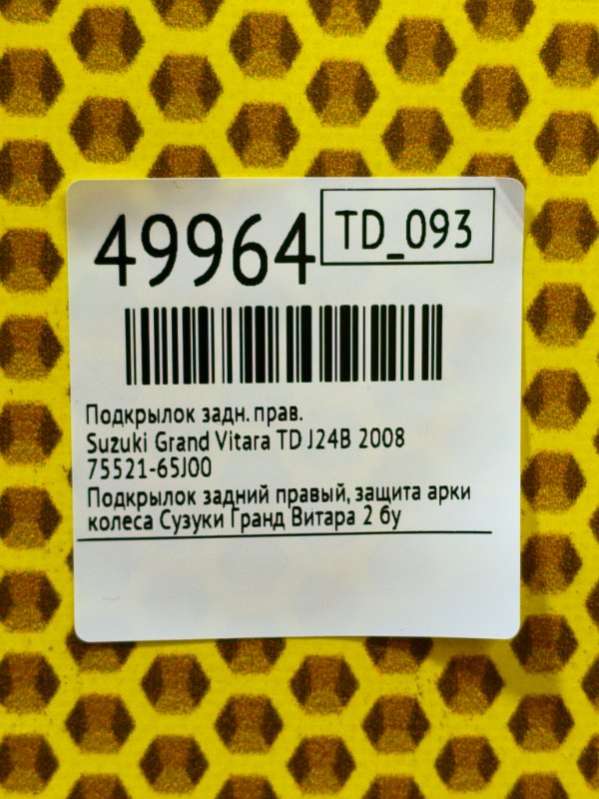 49964
TD_093
Подкрылок задн. прав.
Suzuki Grand Vitara TD J24B 2008
75521-65J00
Подкрылок задний правый, защита арки
колеса Сузуки Гранд Витара 2 бу